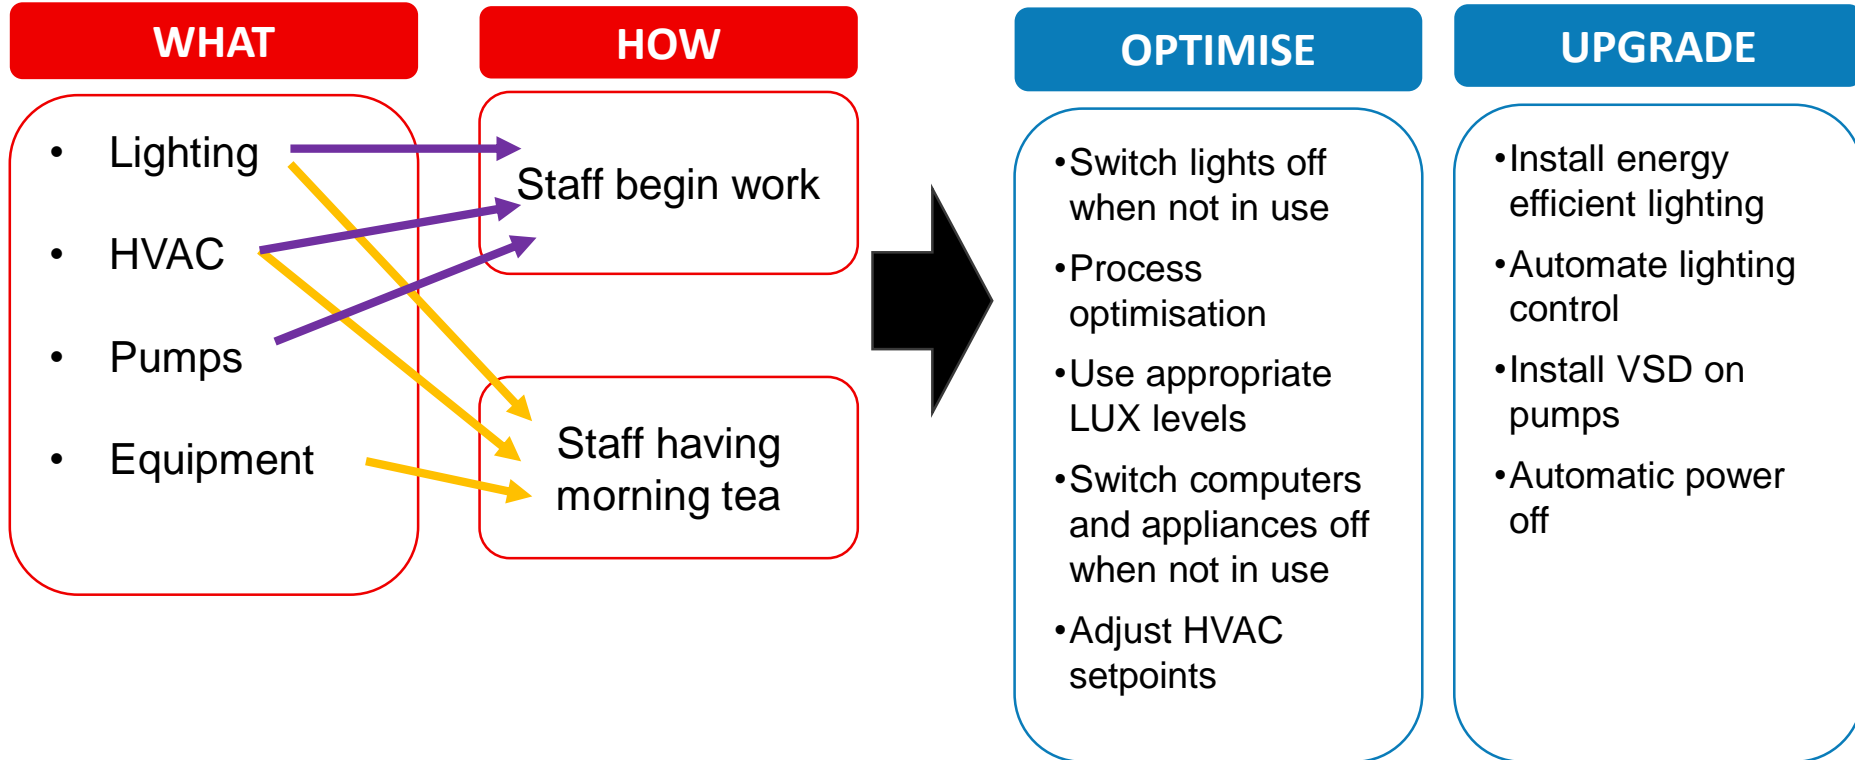 WHAT
• Lighting
• HVAC
• Pumps
• Equipment
HOW
Staff begin work
Staff having
morning tea
OPTIMISE
•Switch lights off
when not in use
•Process
optimisation
•Use appropriate
LUX levels
•Switch computers
and appliances off
when not in use
•Adjust HVAC
setpoints
UPGRADE
•Install energy
efficient lighting
•Automate lighting
control
•Install VSD on
pumps
•Automatic power
off